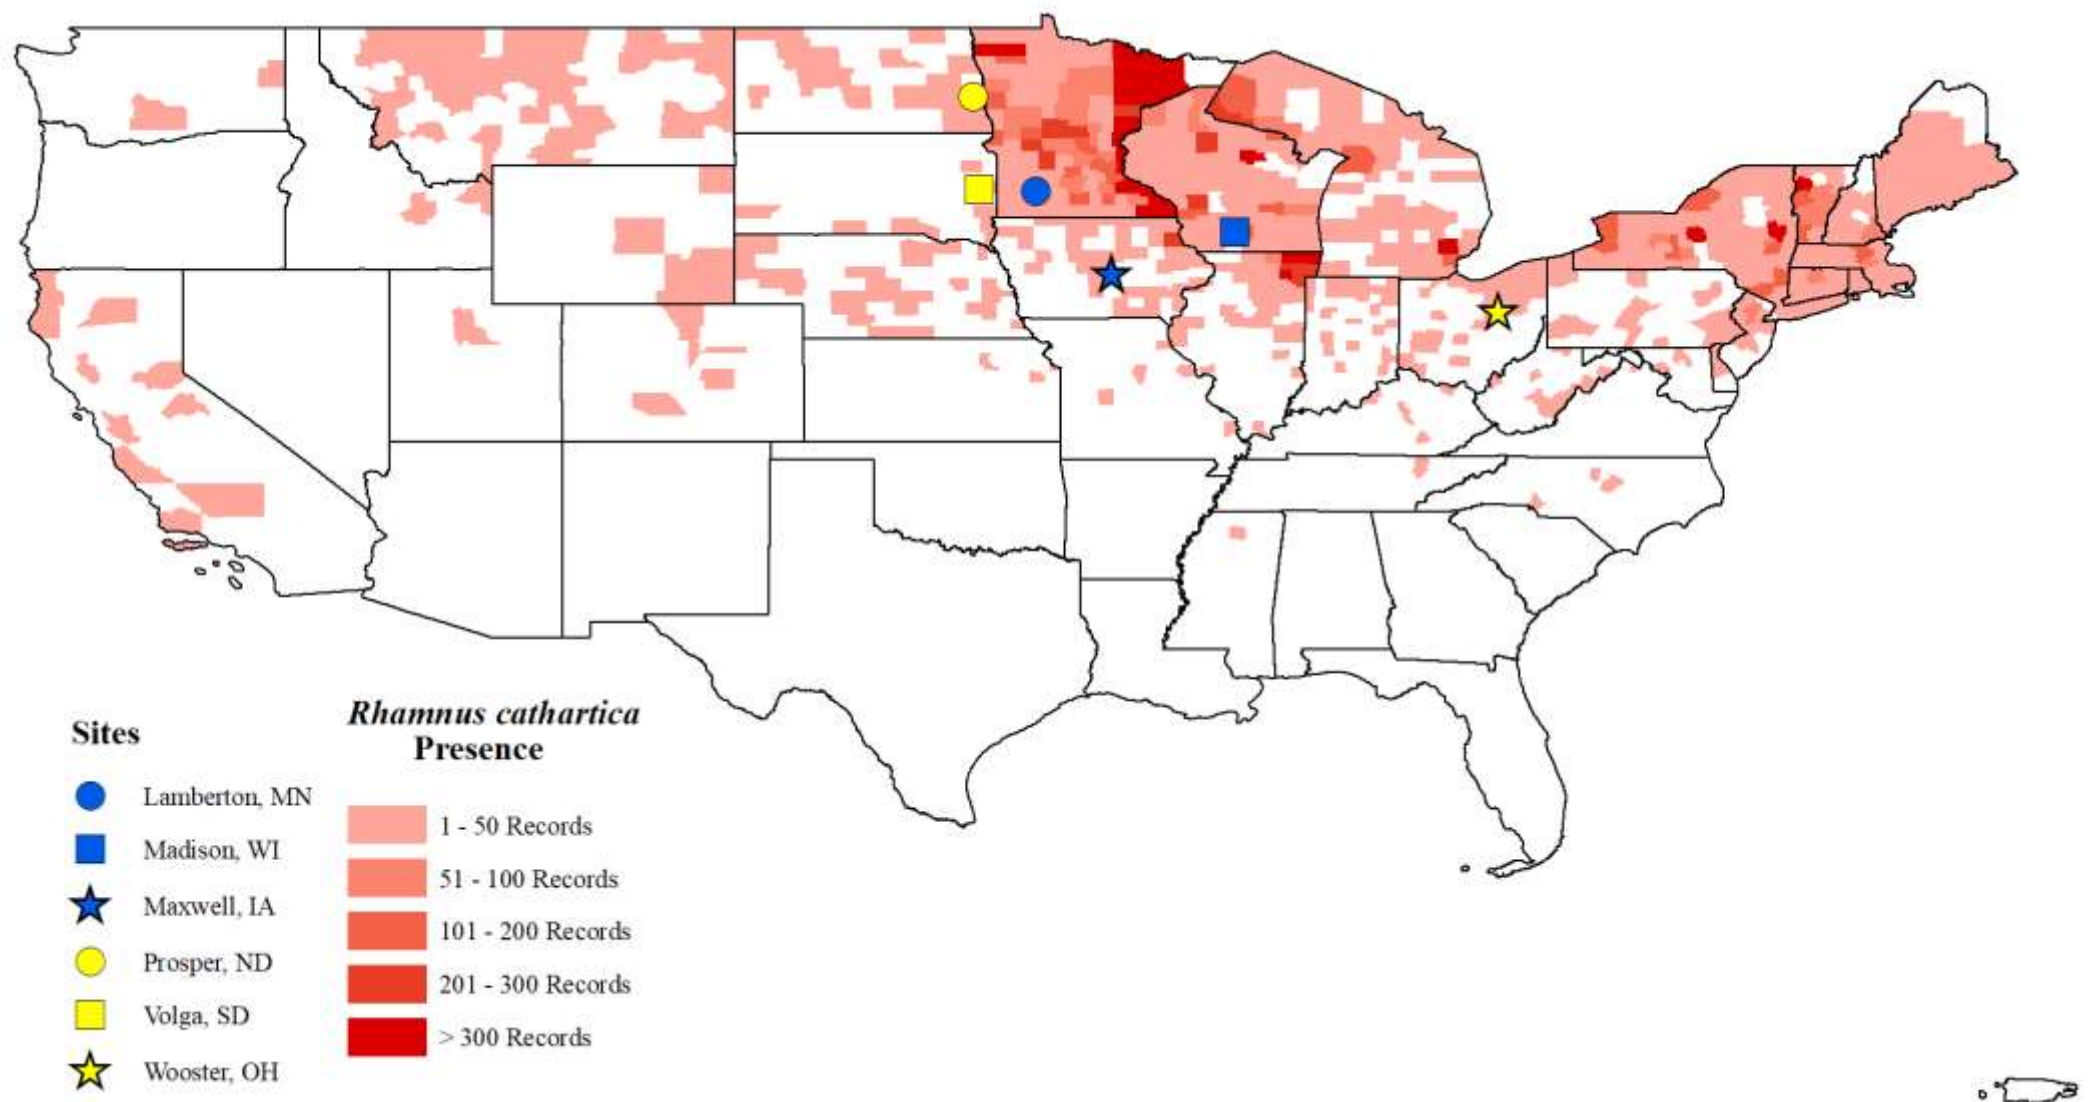 Sites
Lamberton, MN
Madison, WI
Maxwell, IA
Prosper, ND
Volga, SD
Wooster, OH
Rhamnus cathartica
Presence
1 - 50 Records
51 - 100 Records
101 - 200 Records
201 - 300 Records
> 300 Records